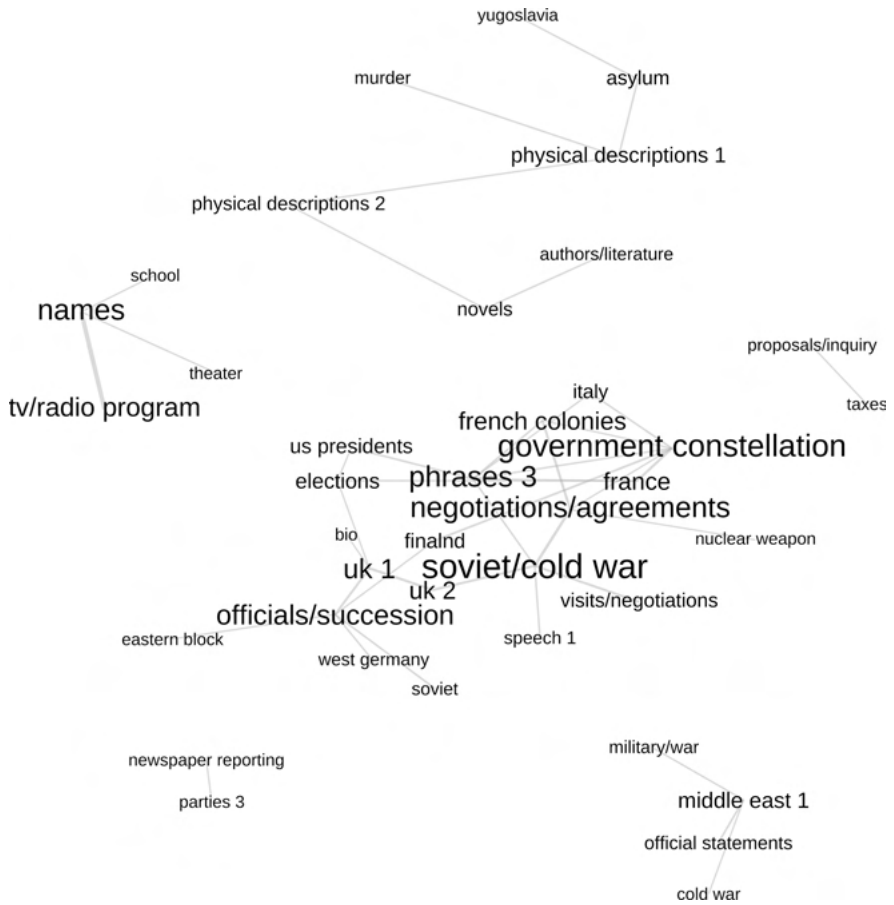 yugoslavia
murder
asylum
physical descriptions 1
physical descriptions 2
authors/literature
school
names
novels
proposals/inquiry
theater
italy
taxes
tv/radio program
french colonies
us presidents
government constellation
elections
phrases 3
france
negotiations/agreements
bio
finalnd
nuclear weapon
uk 1
soviet/cold war
uk 2
visits/negotiations
officials/succession
eastern block
speech 1
west germany
soviet
military/war
newspaper reporting
parties 3
middle east 1
official statements
cold war